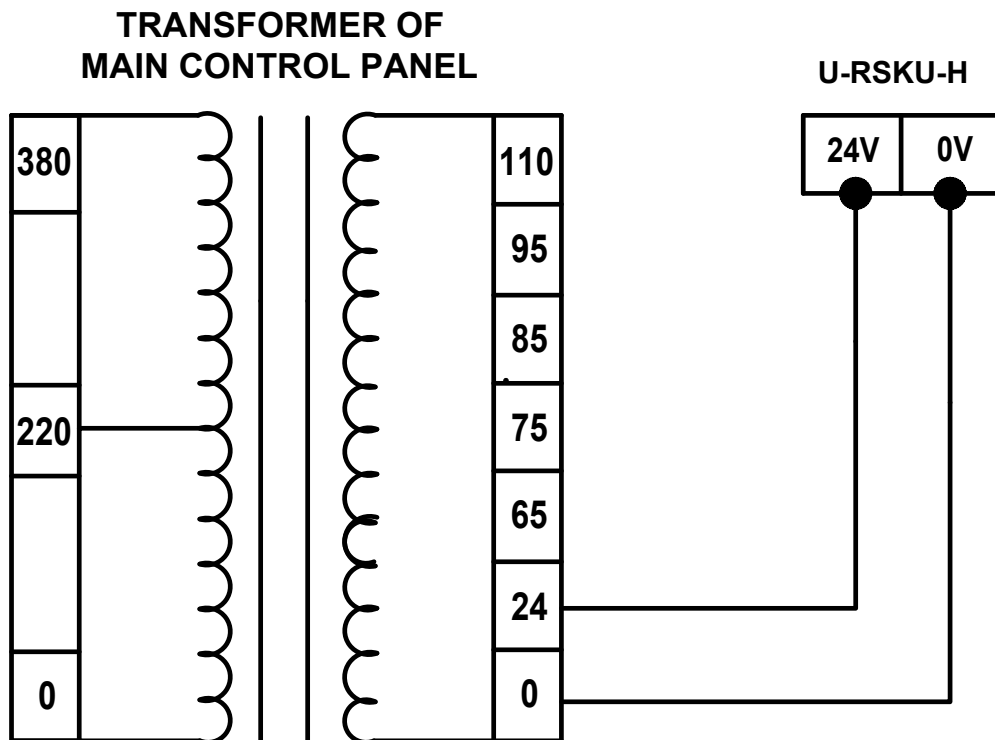 TRANSFORMER OF
MAIN CONTROL PANEL
U-RSKU-H
380
220
0
110
95
85
75
65
24
0
24V 0V